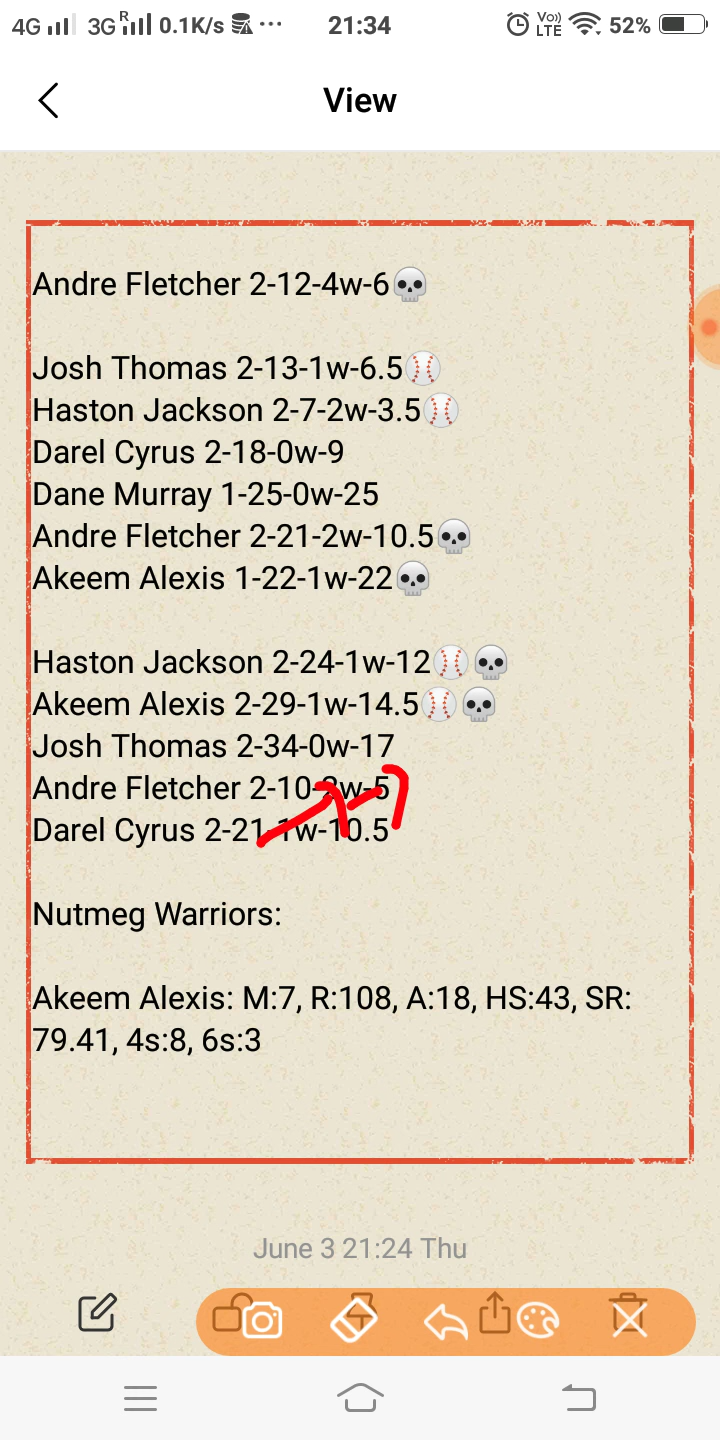 4G 3G R 0.1K/s ... 21:34 Vo)) LTE 52%
View
Andre Fletcher 2-12-4w-6💀
Josh Thomas 2-13-1w-6.5⚾
Haston Jackson 2-7-2w-3.5⚾
Darel Cyrus 2-18-0w-9
Dane Murray 1-25-0w-25
Andre Fletcher 2-21-2w-10.5💀
Akeem Alexis 1-22-1w-22💀
Haston Jackson 2-24-1w-12⚾💀
Akeem Alexis 2-29-1w-14.5⚾💀
Josh Thomas 2-34-0w-17
Andre Fletcher 2-10-2w-5
Darel Cyrus 2-21-1w-10.5
Nutmeg Warriors:
Akeem Alexis: M:7, R:108, A:18, HS:43, SR:
79.41, 4s:8, 6s:3
June 3 21:24 Thu